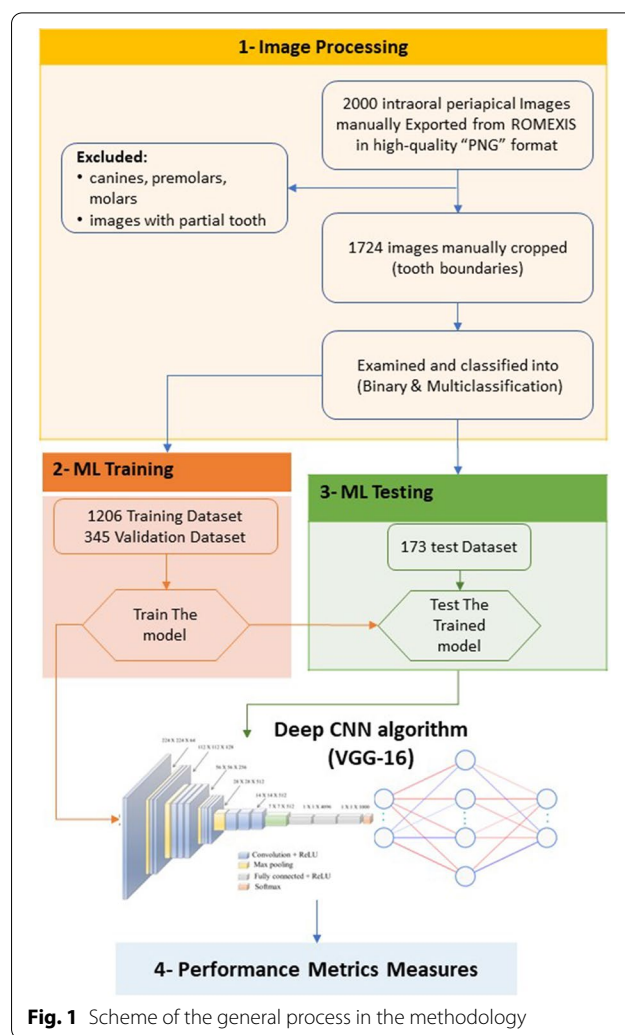 1- Image Processing
2000 intraoral periapical Images
manually Exported from ROMEXIS
in high-quality “PNG” format
Excluded:
• canines, premolars,
molars
• images with partial tooth
1724 images manually cropped
(tooth boundaries)
Examined and classified into
(Binary & Multiclassification)
2- ML Training
1206 Training Dataset
345 Validation Dataset
Train The
model
3- ML Testing
173 test Dataset
Test The
Trained
model
Deep CNN algorithm
(VGG-16)
224 X 224 X 64
112 X 112 X 128
56 X 56 X 256
28 X 28 X 512
14 X 14 X 512
7 X 7 X 512
1 X 1 X 4096
1 X 1 X 1000
Convolution + ReLU
Max pooling
Fully connected + ReLU
Softmax
4- Performance Metrics Measures
Fig. 1 Scheme of the general process in the methodology